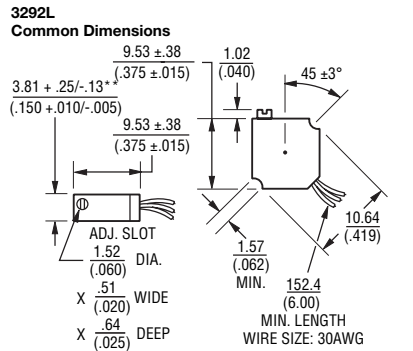 3292L
Common Dimensions
9.53 ±.38
(.375 ±.015)
1.02
(.040)
45 ±3°
3.81 + .25/-.13**
(.150 +.010/-.005)
9.53 ±.38
(.375 ±.015)
ADJ. SLOT
1.52
(.060)
DIA.
X .51
(.020)
WIDE
X .64
(.025)
DEEP
1.57
(.062)
MIN.
10.64
(.419)
152.4
(6.00)
MIN. LENGTH
WIRE SIZE: 30AWG